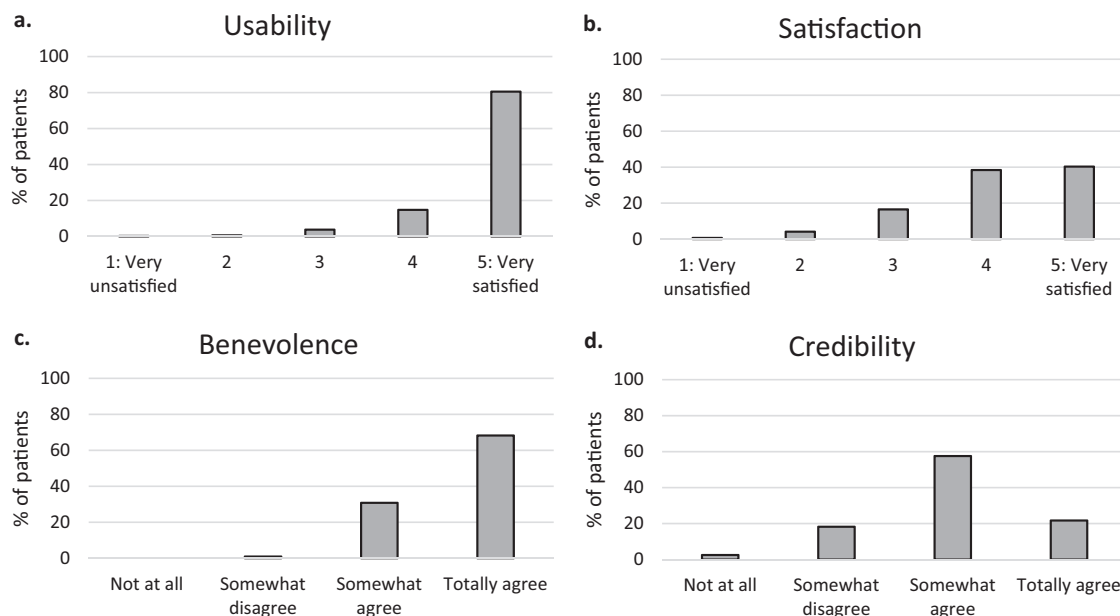 a.
Usability
% of patients
100
80
60
40
20
0
1: Very
unsatisfied
2
3
4
5: Very
satisfied
b.
Satisfaction
% of patients
100
80
60
40
20
0
1: Very
unsatisfied
2
3
4
5: Very
satisfied
c.
Benevolence
% of patients
100
80
60
40
20
0
Not at all
Somewhat
disagree
Somewhat
agree
Totally agree
d.
Credibility
% of patients
100
80
60
40
20
0
Not at all
Somewhat
disagree
Somewhat
agree
Totally agree